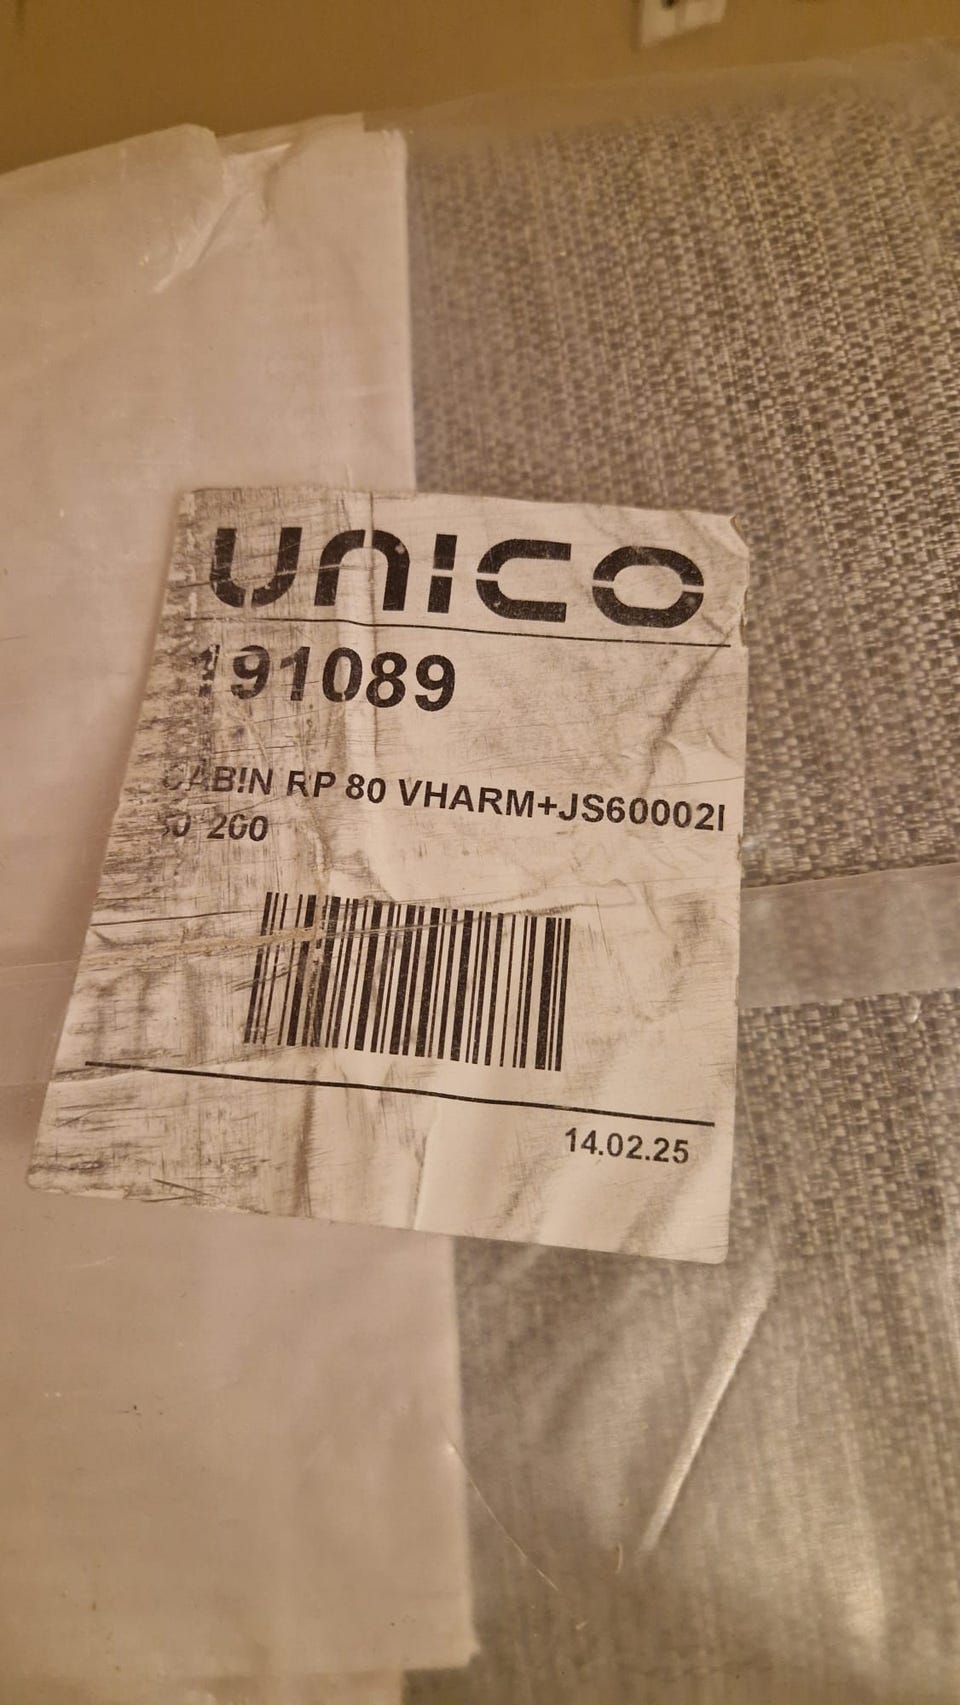 UNICO
191089
CABIN RP 80 VHARM+JS60002I
200
14.02.25